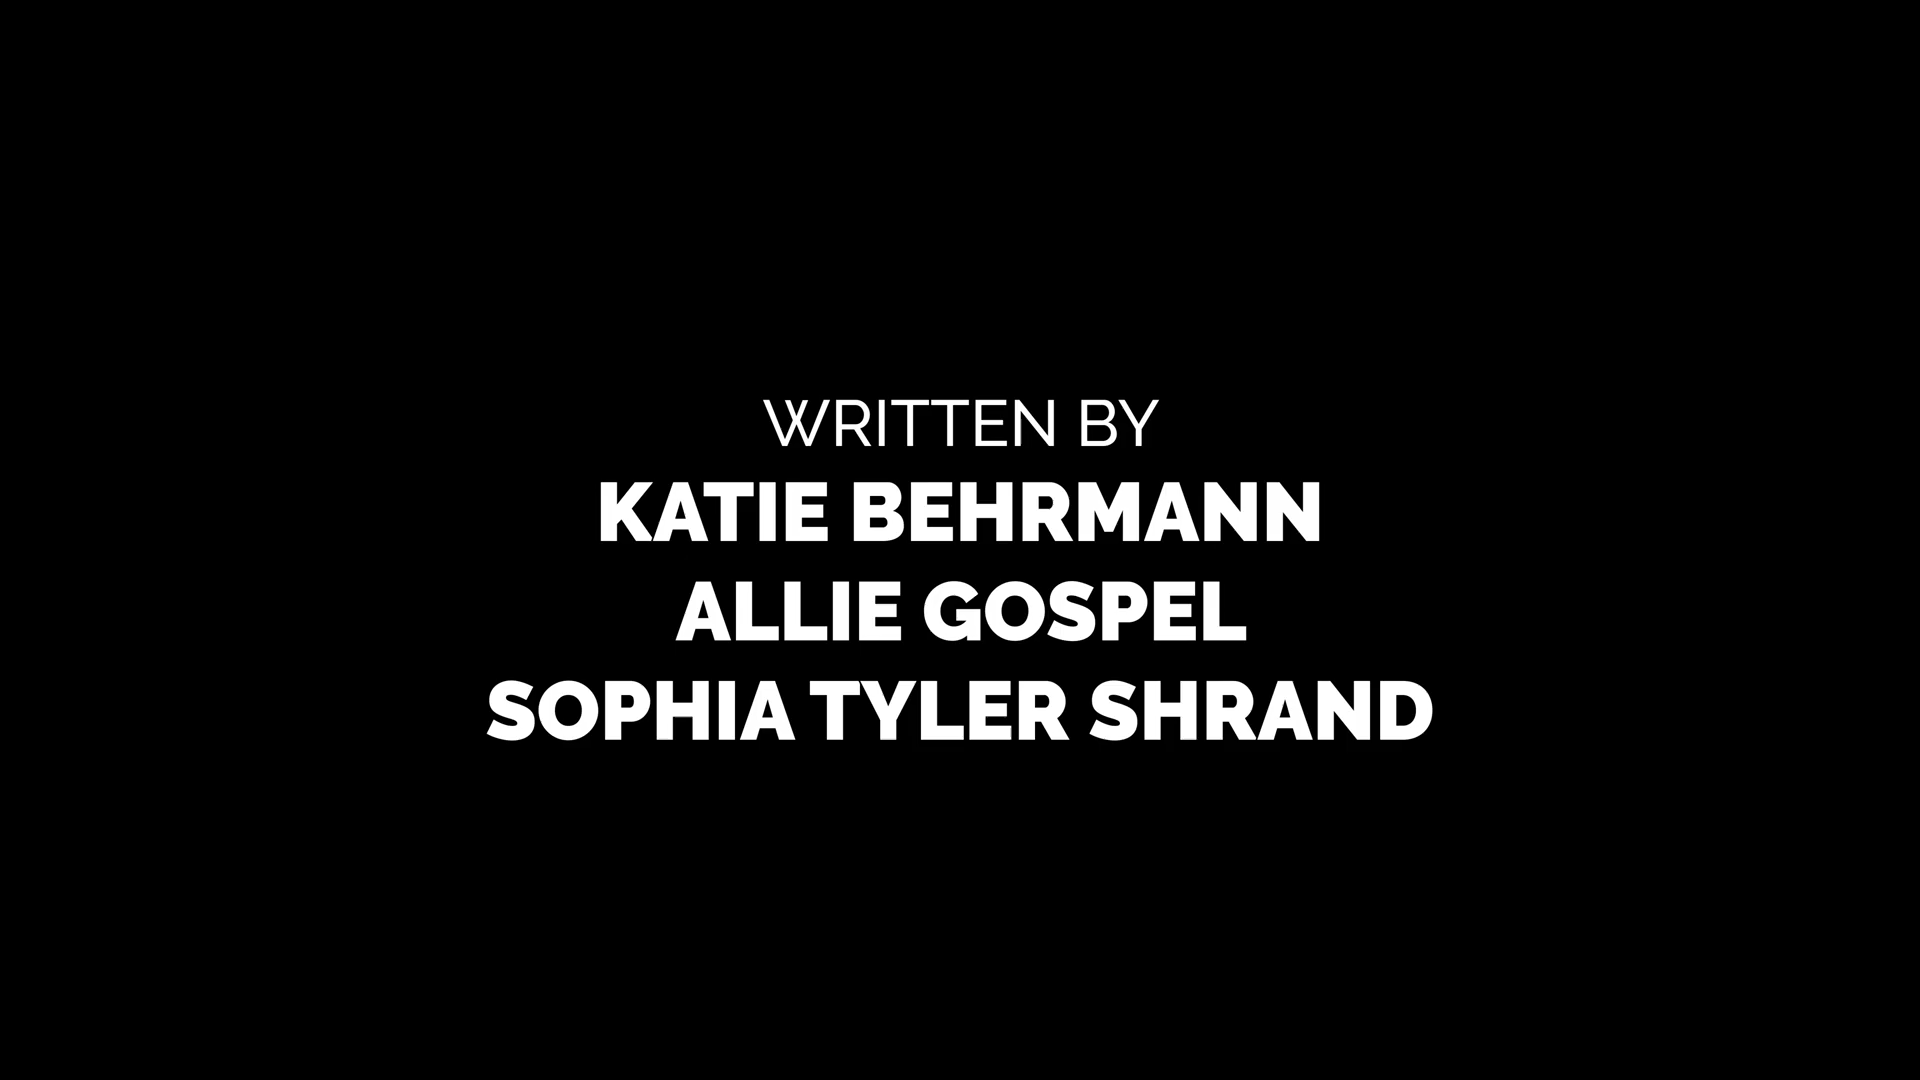 WRITTEN BY
KATIE BEHRMANN
ALLIE GOSPEL
SOPHIA TYLER SHRAND